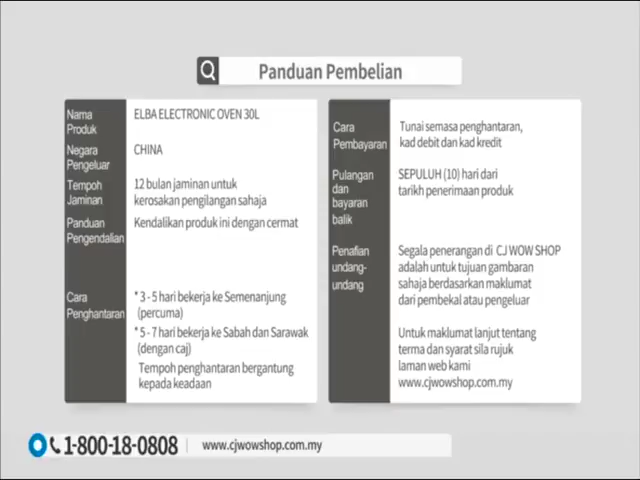 Panduan Pembelian
Nama
Produk
ELBA ELECTRONIC OVEN 30L
Negara
Pengeluar
CHINA
Tempoh
Jaminan
12 bulan jaminan untuk
kerosakan pengilangan sahaja
Panduan
Pengendalian
Kendalikan produk ini dengan cermat
Cara
Penghantaran
* 3 - 5 hari bekerja ke Semenanjung
(percuma)
* 5 - 7 hari bekerja ke Sabah dan Sarawak
(dengan caj)
Tempoh penghantaran bergantung
kepada keadaan
Cara
Pembayaran
Tunai semasa penghantaran,
kad debit dan kad kredit
Pulangan
dan
bayaran
balik
SEPULUH (10) hari dari
tarikh penerimaan produk
Penafian
undang-
undang
Segala penerangan di CJ WOW SHOP
adalah untuk tujuan gambaran
sahaja berdasarkan maklumat
dari pembekal atau pengeluar
Untuk maklumat lanjut tentang
terma dan syarat sila rujuk
laman web kami
www.cjwowshop.com.my
1-800-18-0808
www.cjwowshop.com.my